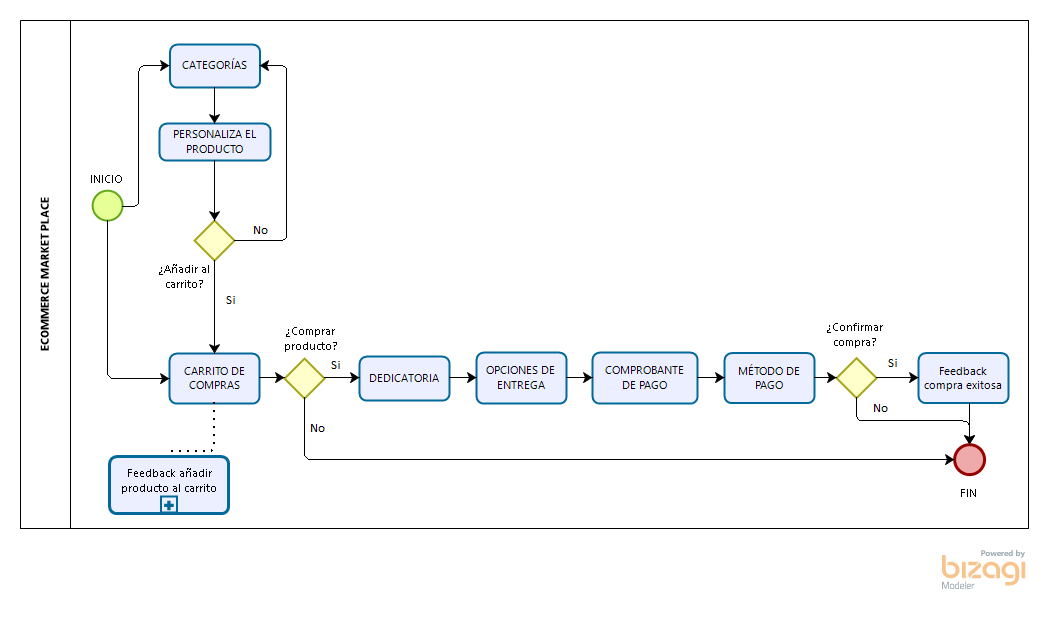 ECOMMERCE MARKET PLACE
CATEGORÍAS
PERSONALIZA EL
PRODUCTO
INICIO
No
¿Añadir al
carrito?
Si
CARRITO DE
COMPRAS
¿Comprar
producto?
Si
No
DEDICATORIA
OPCIONES DE
ENTREGA
COMPROBANTE
DE PAGO
MÉTODO DE
PAGO
¿Confirmar
compra?
Si
No
Feedback
compra exitosa
Feedback añadir
producto al carrito
FIN
Powered by
bizagi
Modeler